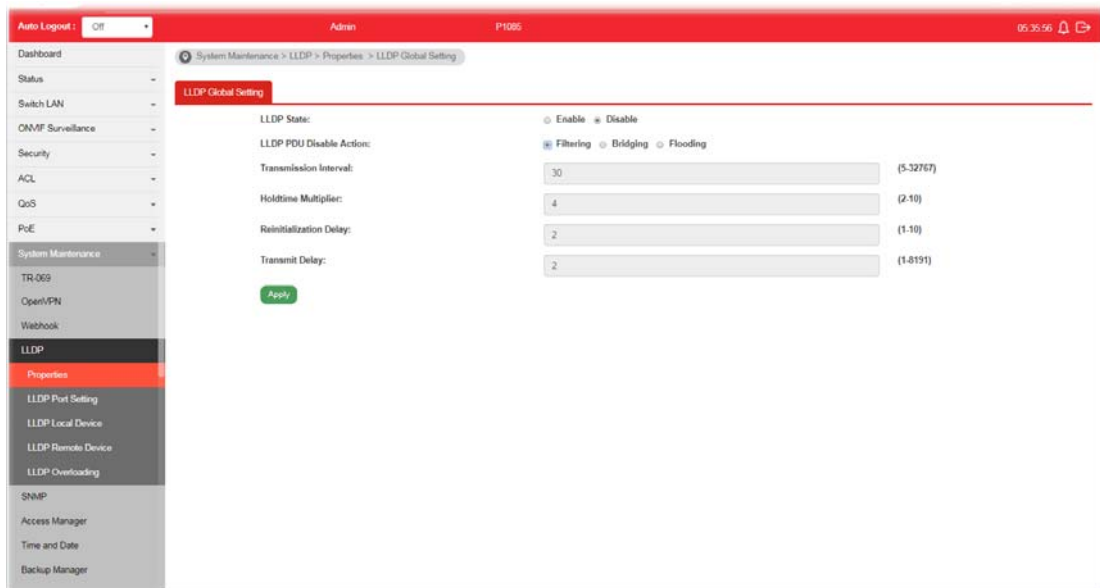 Auto Logout : Off Admin P1085 05:35:56
Dashboard
Status
Switch LAN
ONVIF Surveillance
Security
ACL
QoS
PoE
System Maintenance
TR-069
OpenVPN
Webhook
LLDP
Properties
LLDP Port Setting
LLDP Local Device
LLDP Remote Device
LLDP Overloading
SNMP
Access Manager
Time and Date
Backup Manager
System Maintenance > LLDP > Properties > LLDP Global Setting
LLDP Global Setting
LLDP State: Enable Disable
LLDP PDU Disable Action: Filtering Bridging Flooding
Transmission Interval: 30 (5-32767)
Holdtime Multiplier: 4 (2-10)
Reinitialization Delay: 2 (1-10)
Transmit Delay: 2 (1-8191)
Apply